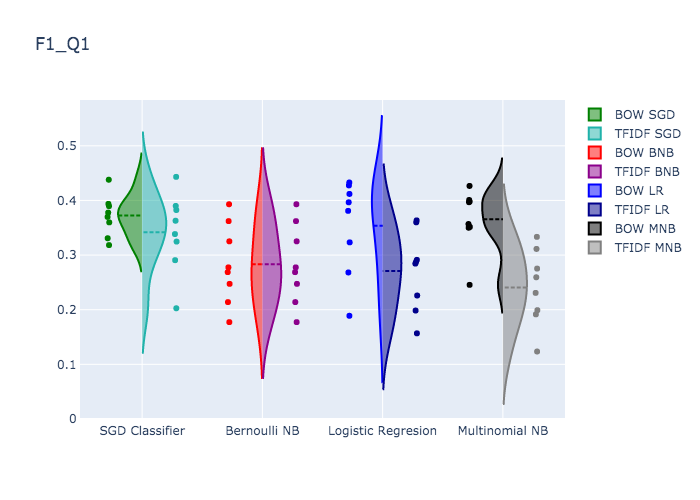 F1_Q1
0.5
0.4
0.3
0.2
0.1
0
SGD Classifier
Bernoulli NB
Logistic Regresion
Multinomial NB
BOW SGD
TFIDF SGD
BOW BNB
TFIDF BNB
BOW LR
TFIDF LR
BOW MNB
TFIDF MNB